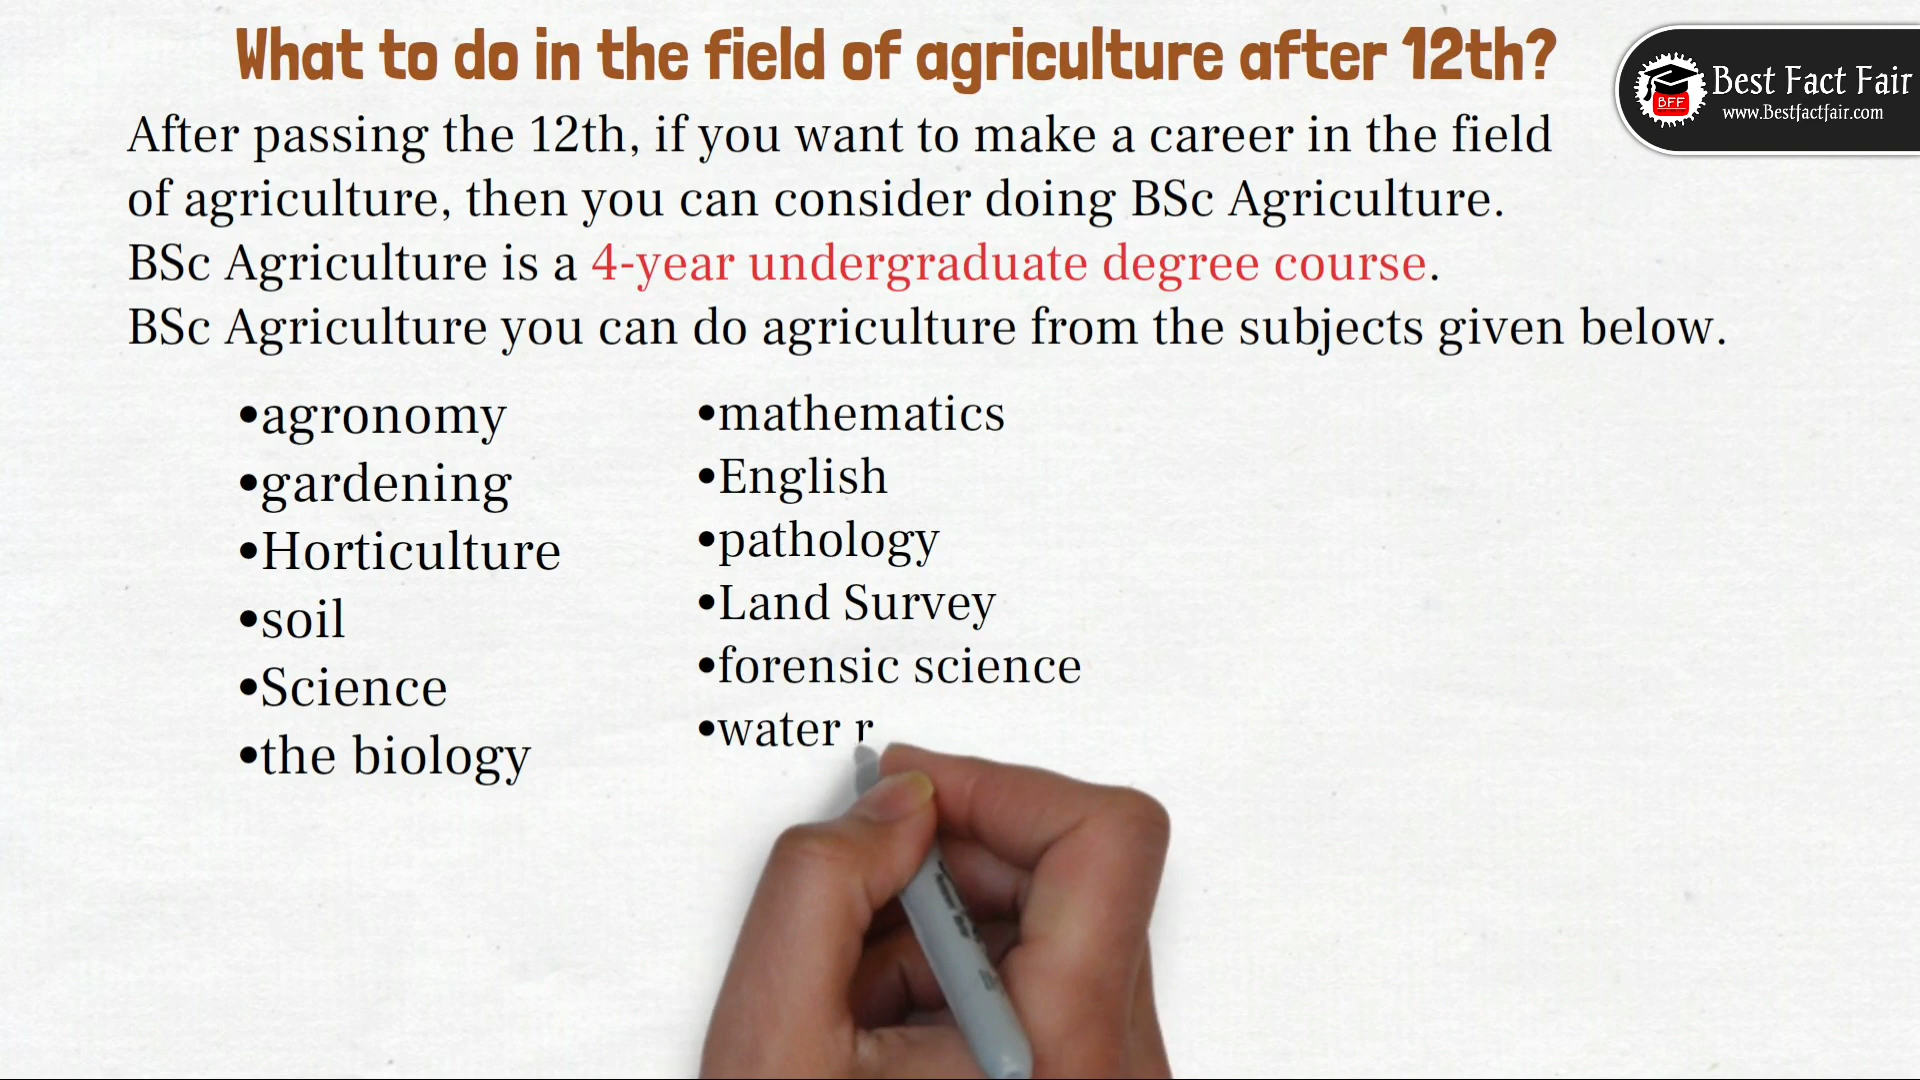 What to do in the field of agriculture after 12th?
BFF
Best Fact Fair
www.Bestfactfair.com
After passing the 12th, if you want to make a career in the field
of agriculture, then you can consider doing BSc Agriculture.
BSc Agriculture is a 4-year undergraduate degree course.
BSc Agriculture you can do agriculture from the subjects given below.
•agronomy
•gardening
•Horticulture
•soil
•Science
•the biology
•mathematics
•English
•pathology
•Land Survey
•forensic science
•water r